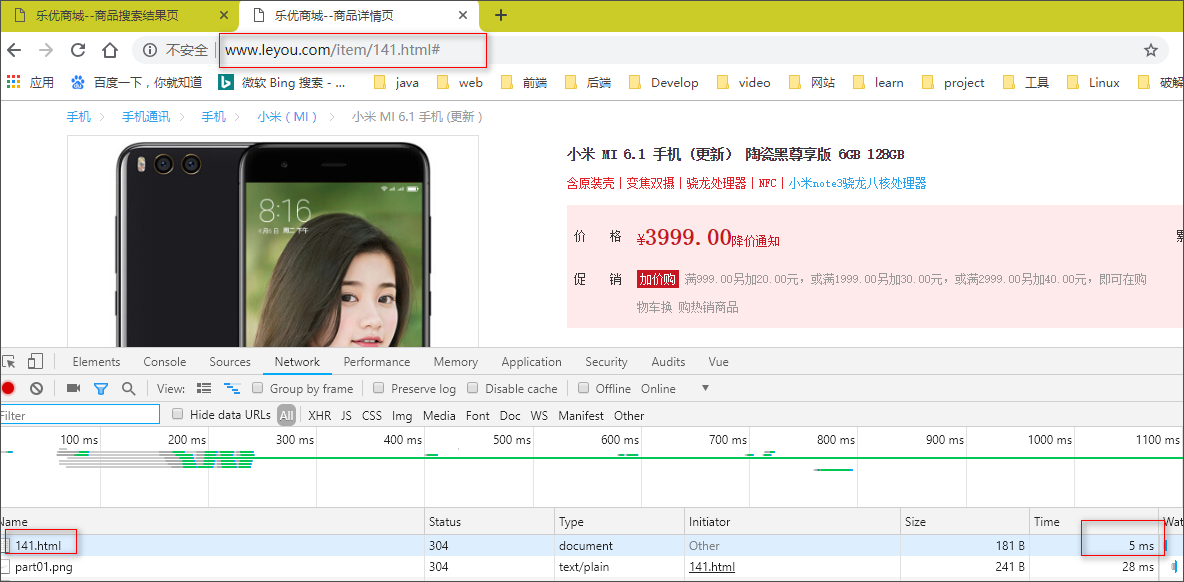 乐优商城--商品搜索结果页 乐优商城--商品详情页
不安全 www.leyou.com/item/141.html#
应用 百度一下，你就知道 微软 Bing 搜索 - ... java web 前端 后端 Develop video 网站 learn project 工具 Linux 破解
手机 手机通讯 手机 小米（ MI ） 小米 MI 6.1 手机 (更新 )
小米 MI 6.1 手机 (更新） 陶瓷黑尊享版 6GB 128GB
含原装壳丨变焦双摄丨骁龙处理器丨NFC丨小米note3骁龙八核处理器
8:16
价 格 ¥3999.00降价通知 累
促 销 加价购 满999.00另加20.00元，或满1999.00另加30.00元，或满2999.00另加40.00元，即可在购
物车换 购热销商品
Elements Console Sources Network Performance Memory Application Security Audits Vue
View: Group by frame Preserve log Disable cache Offline Online
Filter Hide data URLs All XHR JS CSS Img Media Font Doc WS Manifest Other
100 ms 200 ms 300 ms 400 ms 500 ms 600 ms 700 ms 800 ms 900 ms 1000 ms 1100 ms
Name Status Type Initiator Size Time Wat
141.html 304 document Other 181 B 5 ms
part01.png 304 text/plain 141.html 241 B 28 ms